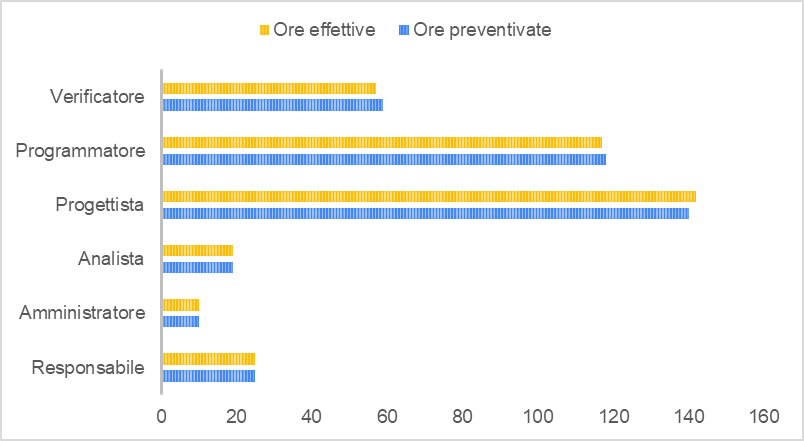 Ore effettive Ore preventivate
Verificatore
Programmatore
Progettista
Analista
Amministratore
Responsabile
0 20 40 60 80 100 120 140 160